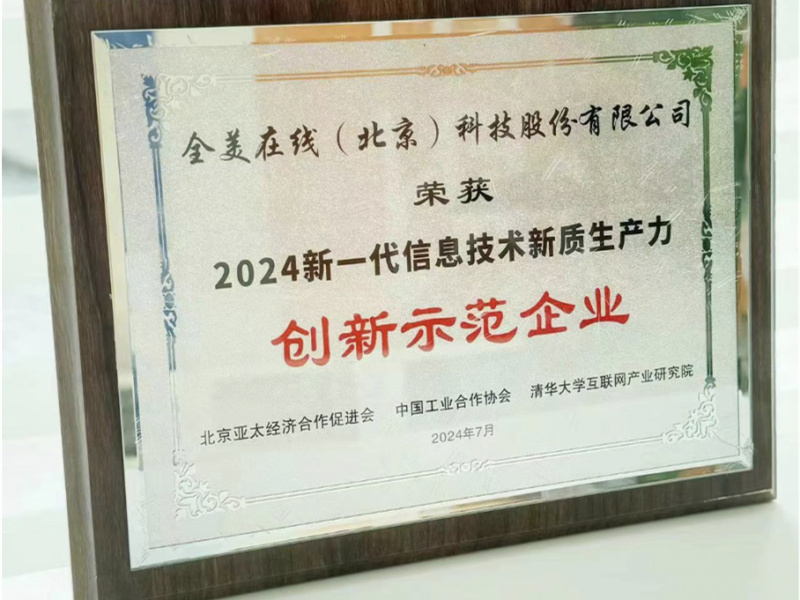 全美在线（北京）科技股份有限公司
荣获
2024新一代信息技术新质生产力
创新示范企业
北京亚太经济合作促进会 中国工业合作协会 清华大学互联网产业研究院
2024年7月